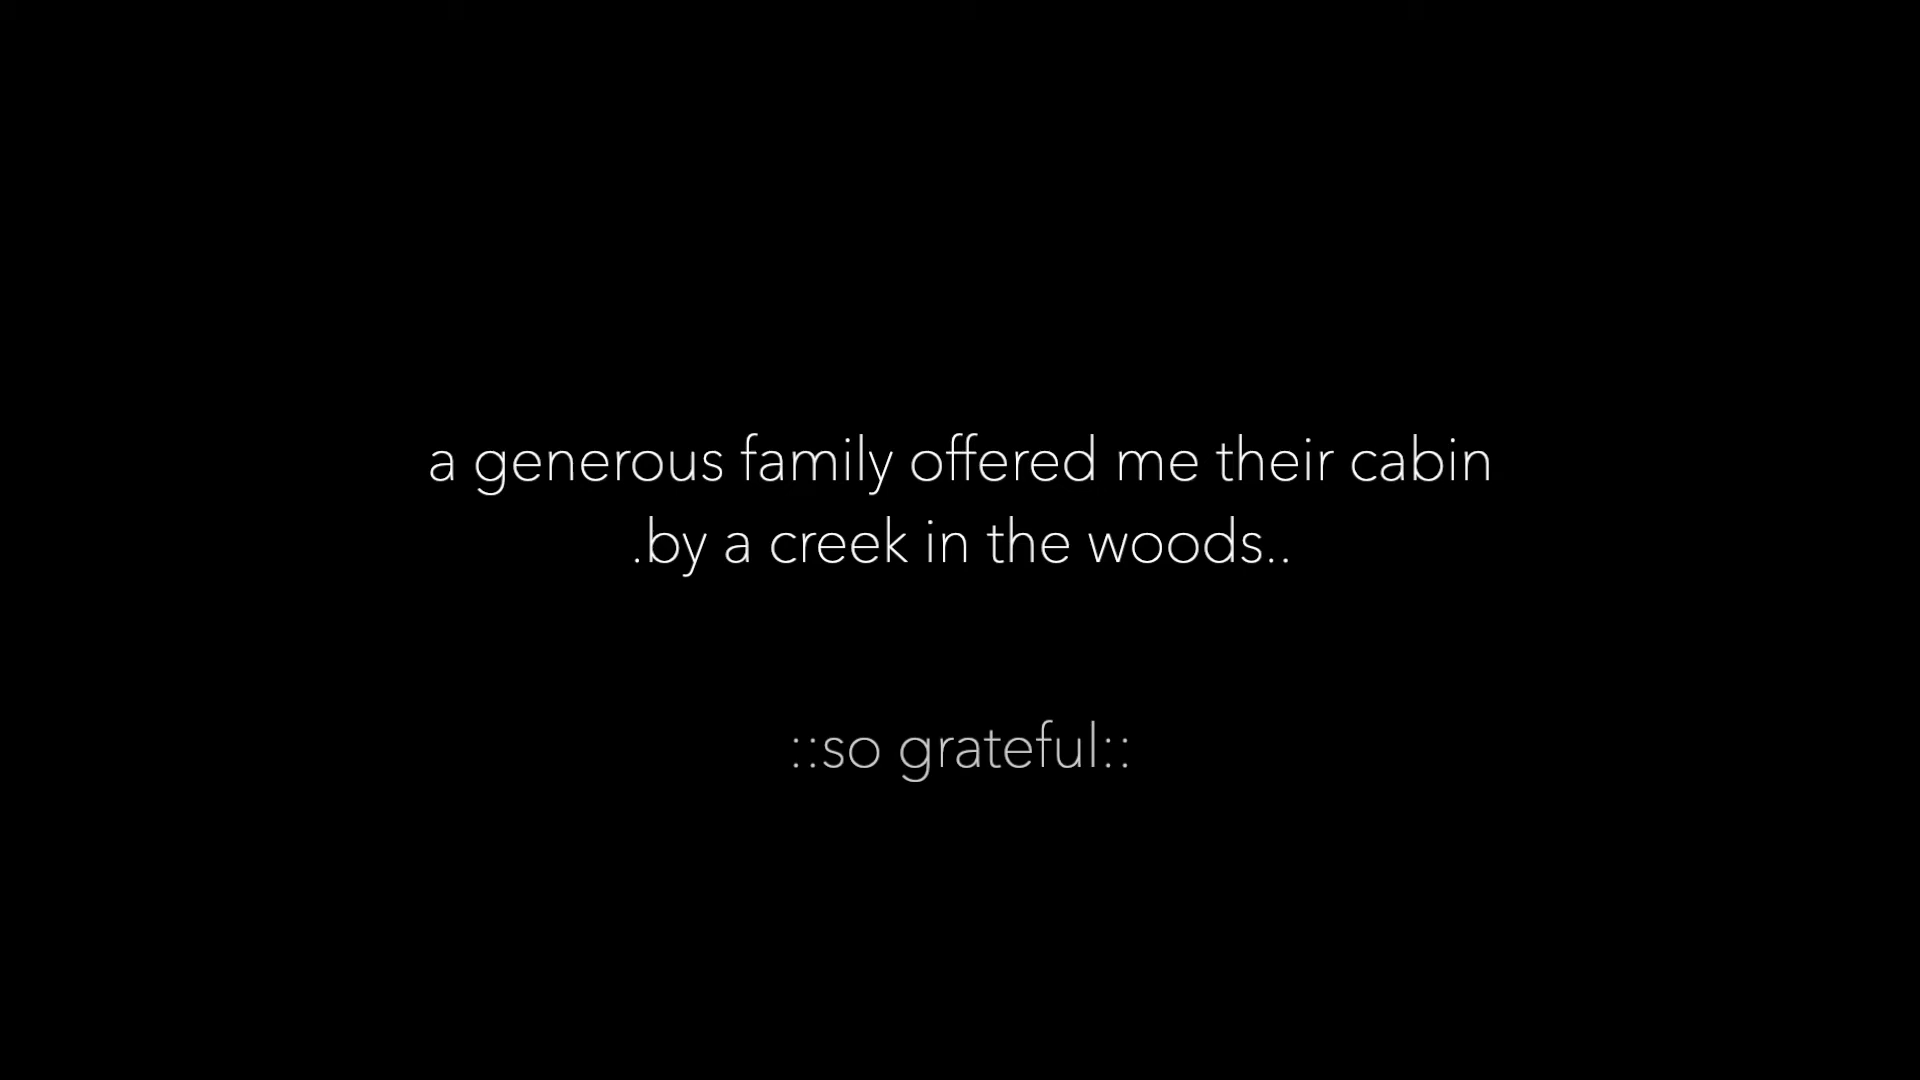 a generous family offered me their cabin
.by a creek in the woods..
::so grateful::